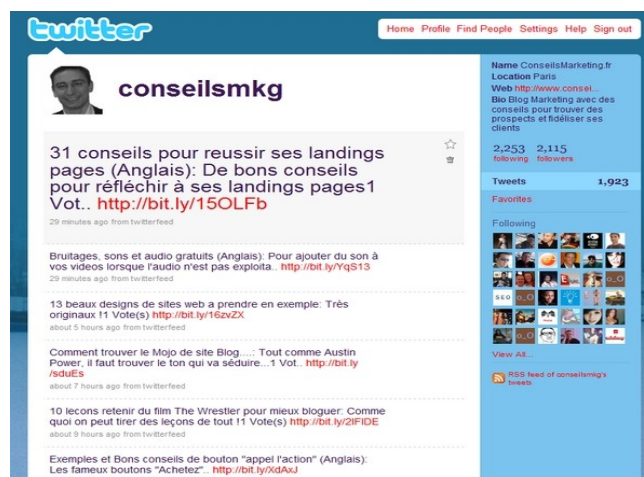 twitter
Home Profile Find People Settings Help Sign out
conseilsmkg
31 conseils pour reussir ses landings
pages (Anglais): De bons conseils
pour réfléchir à ses landings pages1
Vot.. http://bit.ly/15OLFb
29 minutes ago from twitterfeed
Bruitages, sons et audio gratuits (Anglais): Pour ajouter du son à
vos videos lorsque l'audio n'est pas exploita.. http://bit.ly/YqS13
29 minutes ago from twitterfeed
13 beaux designs de sites web a prendre en exemple: Très
originaux !1 Vote(s) http://bit.ly/16zvZX
about 5 hours ago from twitterfeed
Comment trouver le Mojo de site Blog....: Tout comme Austin
Power, il faut trouver le ton qui va séduire...1 Vot.. http://bit.ly
/sduEs
about 7 hours ago from twitterfeed
10 lecons retenir du film The Wrestler pour mieux bloguer: Comme
quoi on peut tirer des leçons de tout !1 Vote(s) http://bit.ly/2IFIDE
about 9 hours ago from twitterfeed
Exemples et Bons conseils de bouton "appel l'action" (Anglais):
Les fameux boutons "Achetez".. http://bit.ly/XdAxJ
Name ConseilsMarketing.fr
Location Paris
Web http://www.consei...
Bio Blog Marketing avec des
conseils pour trouver des
prospects et fidéliser ses
clients
2,253 2,115
following followers
Tweets 1,923
Favorites
Following
SEO
View All...
RSS feed of conseilsmkg's
tweets